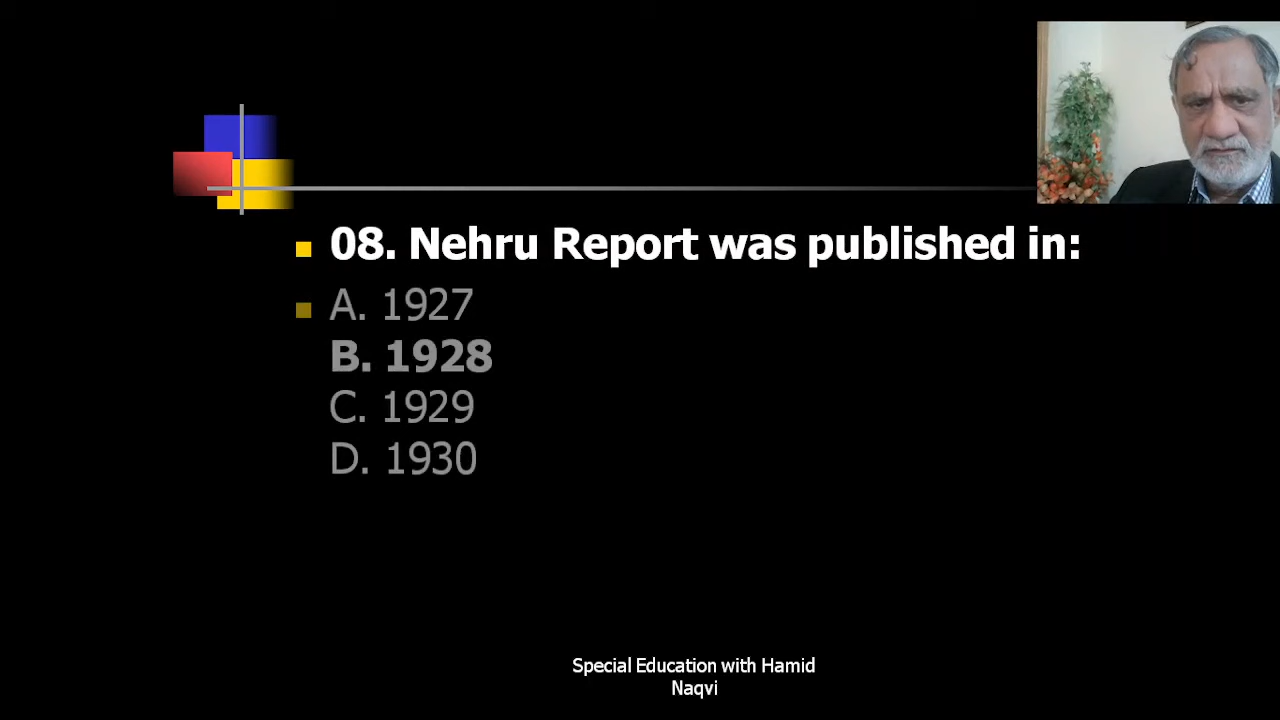 08. Nehru Report was published in:
A. 1927
B. 1928
C. 1929
D. 1930
Special Education with Hamid
Naqvi